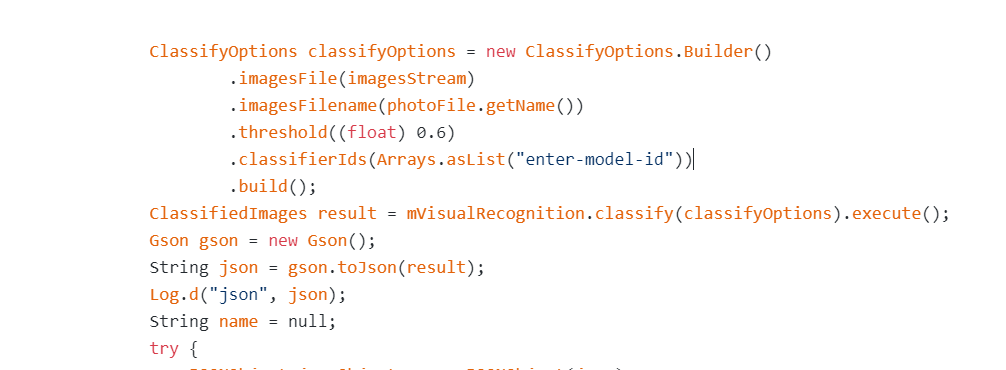 ClassifyOptions classifyOptions = new ClassifyOptions.Builder()
.imagesFile(imagesStream)
.imagesFilename(photoFile.getName())
.threshold((float) 0.6)
.classifierIds(Arrays.asList("enter-model-id"))
.build();
ClassifiedImages result = mVisualRecognition.classify(classifyOptions).execute();
Gson gson = new Gson();
String json = gson.toJson(result);
Log.d("json", json);
String name = null;
try {